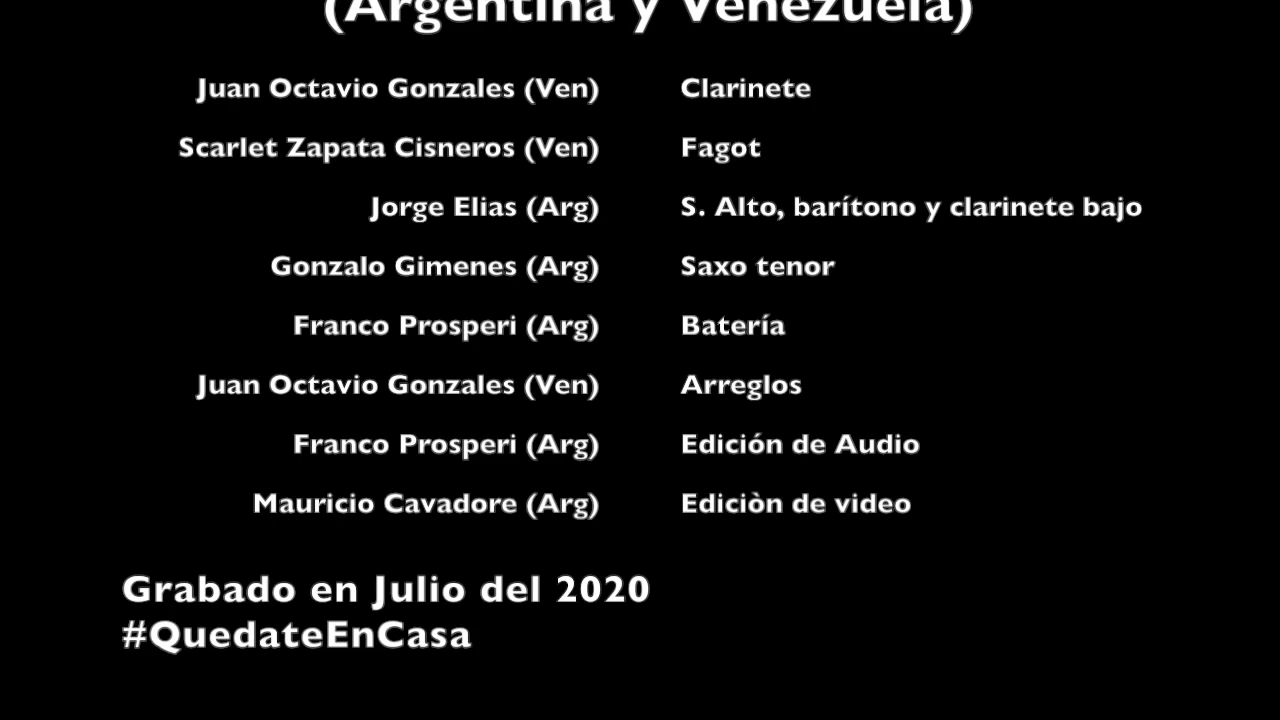 (Argentina y Venezuela)
Juan Octavio Gonzales (Ven) Clarinete
Scarlet Zapata Cisneros (Ven) Fagot
Jorge Elias (Arg) S. Alto, barítono y clarinete bajo
Gonzalo Gimenes (Arg) Saxo tenor
Franco Prosperi (Arg) Batería
Juan Octavio Gonzales (Ven) Arreglos
Franco Prosperi (Arg) Edición de Audio
Mauricio Cavadore (Arg) Ediciòn de video
Grabado en Julio del 2020
#QuedateEnCasa